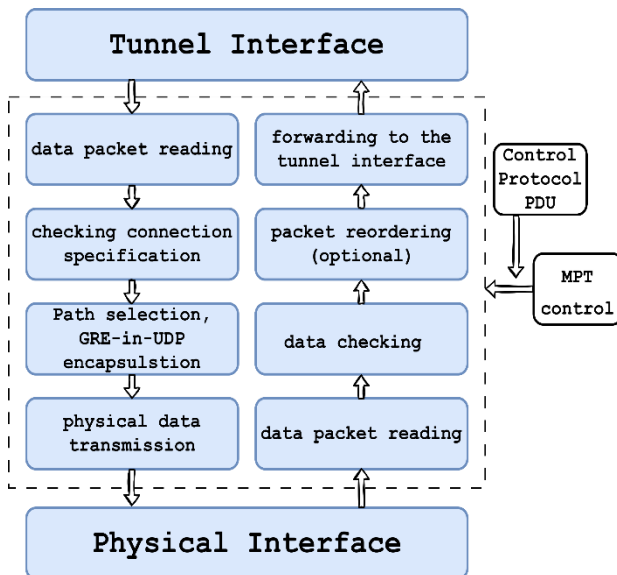 Tunnel Interface
data packet reading
checking connection
specification
Path selection,
GRE-in-UDP
encapsulstion
physical data
transmission
forwarding to the
tunnel interface
packet reordering
(optional)
data checking
data packet reading
Control
Protocol
PDU
MPT
control
Physical Interface